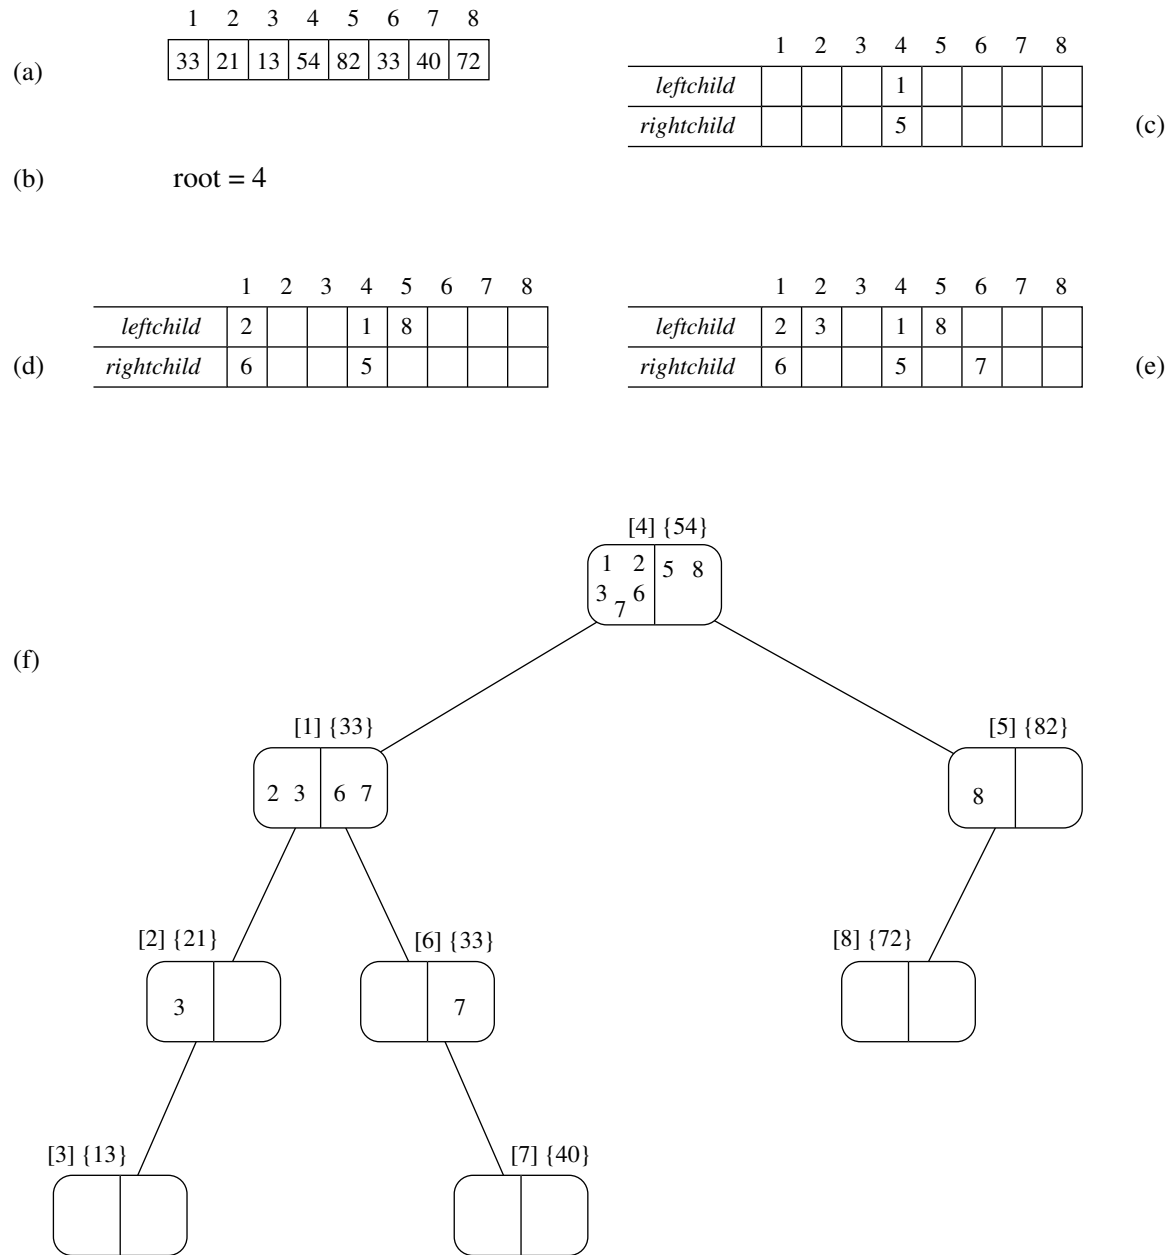 1 2 3 4 5 6 7 8
(a) 33 21 13 54 82 33 40 72
1 2 3 4 5 6 7 8
leftchild 1
rightchild 5 (c)
(b) root = 4
1 2 3 4 5 6 7 8
leftchild 2 1 8
(d) rightchild 6 5
1 2 3 4 5 6 7 8
leftchild 2 3 1 8
rightchild 6 5 7 (e)
[4] {54}
1 2 5 8
3 6
7
(f)
[1] {33} [5] {82}
2 3 6 7 8
[2] {21} [6] {33} [8] {72}
3 7
[3] {13} [7] {40}